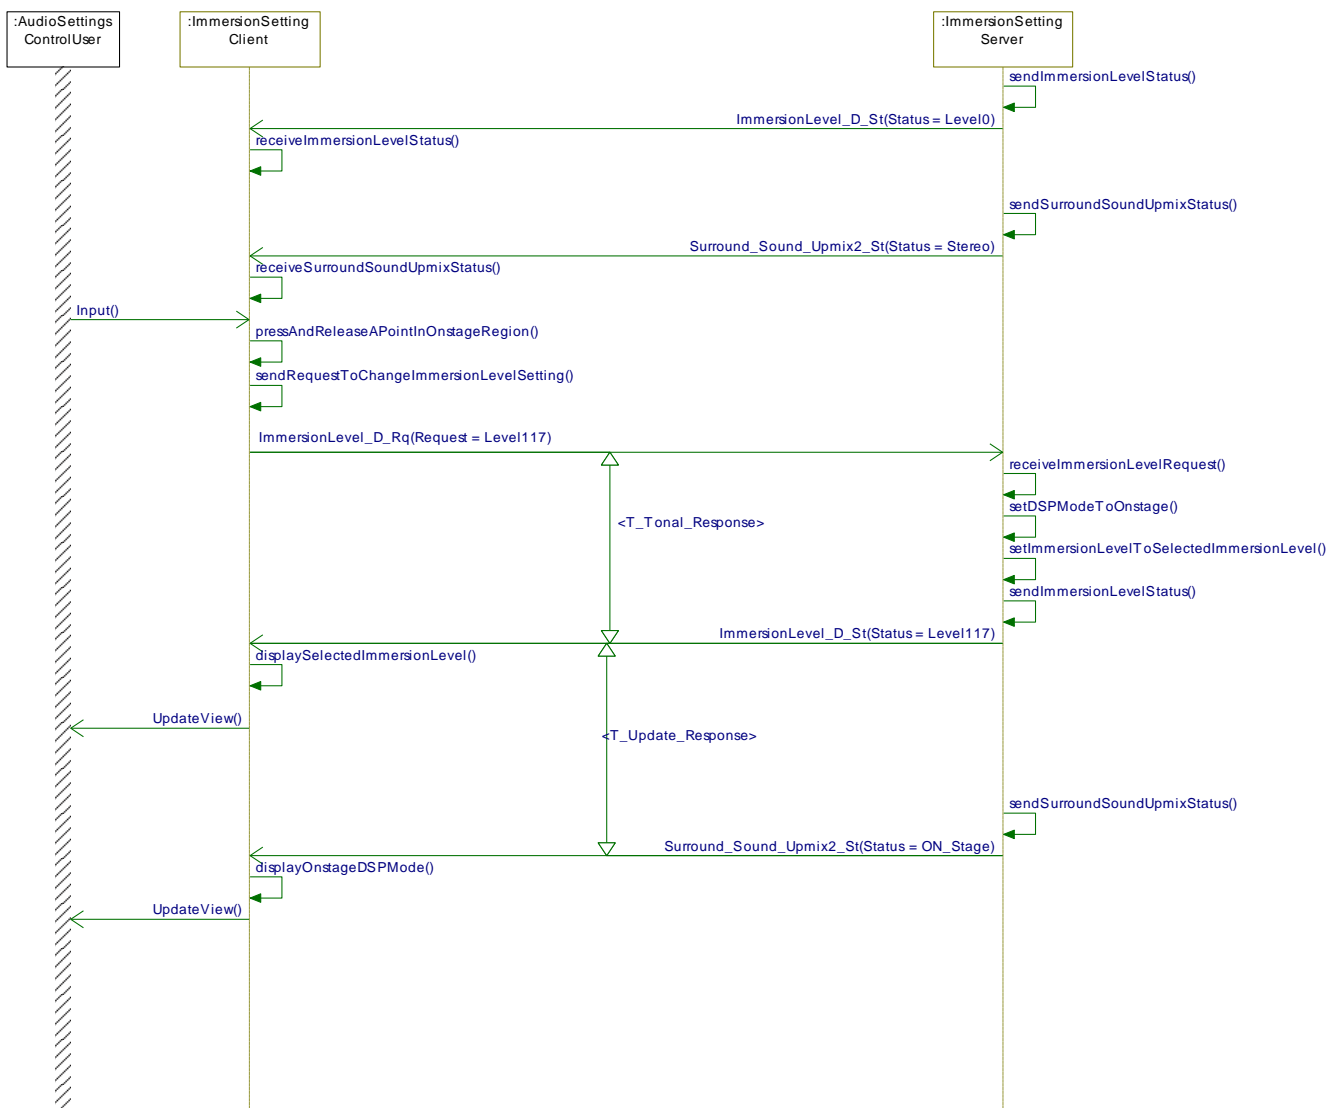 :AudioSettings
ControlUser
:ImmersionSetting
Client
:ImmersionSetting
Server
sendImmersionLevelStatus()
ImmersionLevel_D_St(Status = Level0)
receiveImmersionLevelStatus()
sendSurroundSoundUpmixStatus()
Surround_Sound_Upmix2_St(Status = Stereo)
receiveSurroundSoundUpmixStatus()
Input()
pressAndReleaseAPointInOnstageRegion()
sendRequestToChangeImmersionLevelSetting()
ImmersionLevel_D_Rq(Request = Level117)
receiveImmersionLevelRequest()
setDSPModeToOnstage()
<T_Tonal_Response>
setImmersionLevelToSelectedImmersionLevel()
sendImmersionLevelStatus()
ImmersionLevel_D_St(Status = Level117)
displaySelectedImmersionLevel()
UpdateView()
<T_Update_Response>
sendSurroundSoundUpmixStatus()
Surround_Sound_Upmix2_St(Status = ON_Stage)
displayOnstageDSPMode()
UpdateView()